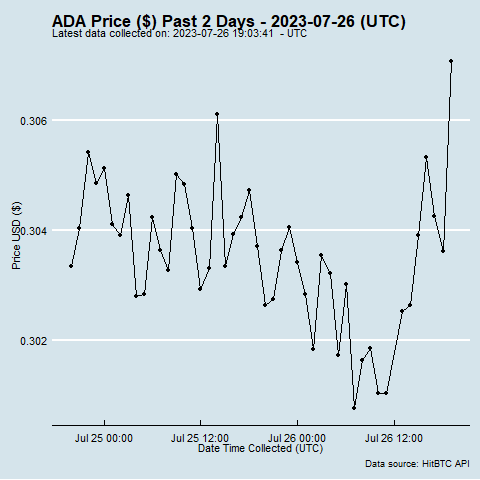 ADA Price ($) Past 2 Days - 2023-07-26 (UTC)
Latest data collected on: 2023-07-26 19:03:41 - UTC
Price USD ($)
0.306
0.304
0.302
Jul 25 00:00
Jul 25 12:00
Jul 26 00:00
Jul 26 12:00
Date Time Collected (UTC)
Data source: HitBTC API